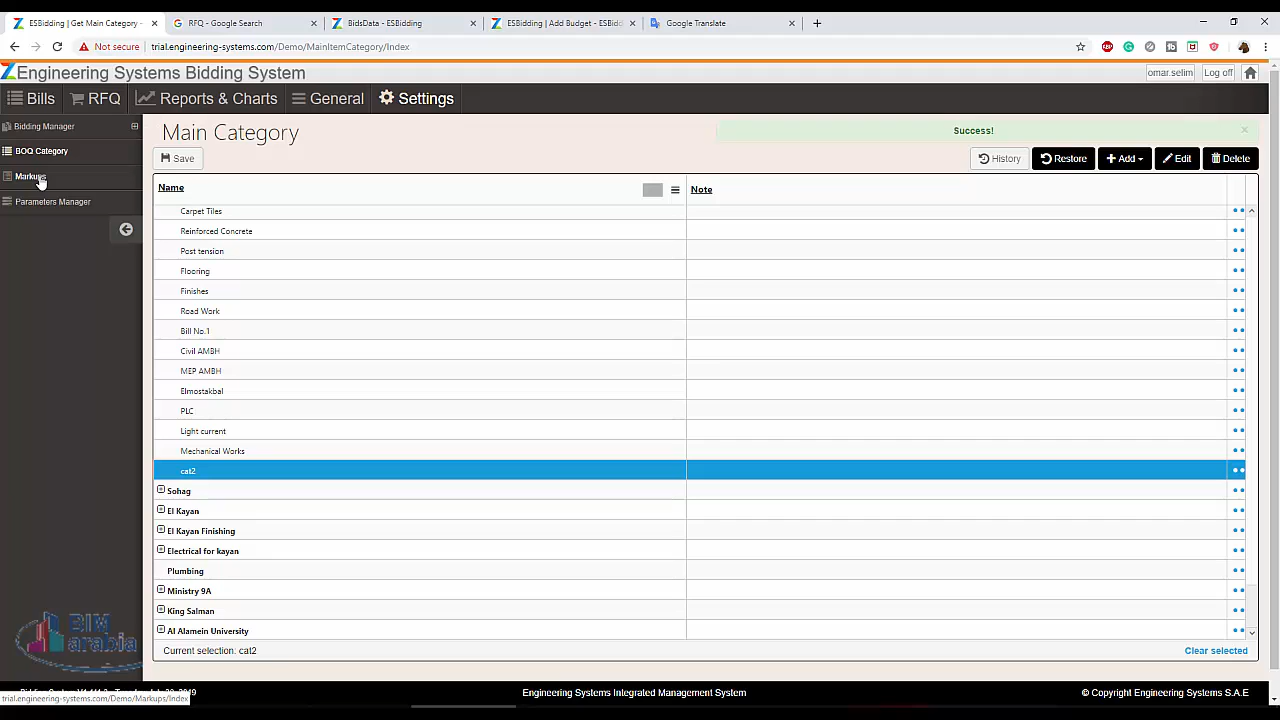 ESBidding | Get Main Category -
RFQ - Google Search
BidsData - ESBidding
ESBidding | Add Budget - ESBidd
Google Translate
Not secure
trial.engineering-systems.com/Demo/MainItemCategory/Index
Engineering Systems Bidding System
omar.selim
Log off
Bills
RFQ
Reports & Charts
General
Settings
Bidding Manager
BOQ Category
Markups
Parameters Manager
Main Category
Success!
Save
History
Restore
Add
Edit
Delete
Name
Note
Carpet Tiles
Reinforced Concrete
Post tension
Flooring
Finishes
Road Work
Bill No.1
Civil AMBH
MEP AMBH
Elmostakbal
PLC
Light current
Mechanical Works
cat2
Sohag
El Kayan
El Kayan Finishing
Electrical for kayan
Plumbing
Ministry 9A
King Salman
Al Alamein University
Current selection: cat2
Clear selected
BIM
arabia
2019
Engineering Systems Integrated Management System
© Copyright Engineering Systems S.A.E
trial.engineering-systems.com/Demo/Markups/Index